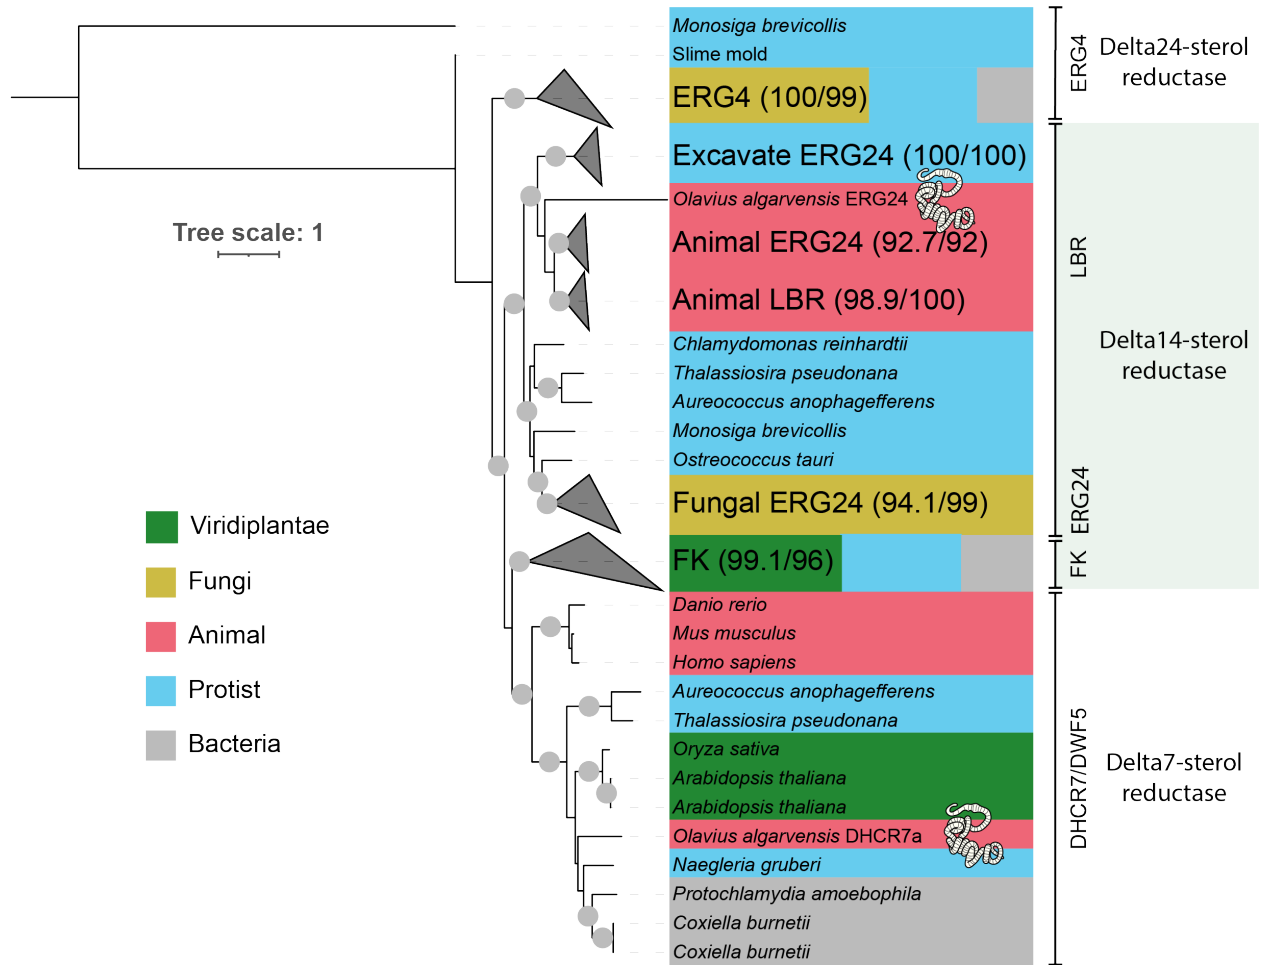 Monosiga brevicollis
Slime mold
ERG4 (100/99)
Excavate ERG24 (100/100)
Olavius algarvensis ERG24
Animal ERG24 (92.7/92)
Animal LBR (98.9/100)
Chlamydomonas reinhardtii
Thalassiosira pseudonana
Aureococcus anophagefferens
Monosiga brevicollis
Ostreococcus tauri
Fungal ERG24 (94.1/99)
FK (99.1/96)
Danio rerio
Mus musculus
Homo sapiens
Aureococcus anophagefferens
Thalassiosira pseudonana
Oryza sativa
Arabidopsis thaliana
Arabidopsis thaliana
Olavius algarvensis DHCR7a
Naegleria gruberi
Protochlamydia amoebophila
Coxiella burnetii
Coxiella burnetii
ERG4
LBR
ERG24
FK
DHCR7/DWF5
Delta24-sterol
reductase
Delta14-sterol
reductase
Delta7-sterol
reductase
Tree scale: 1
Viridiplantae
Fungi
Animal
Protist
Bacteria